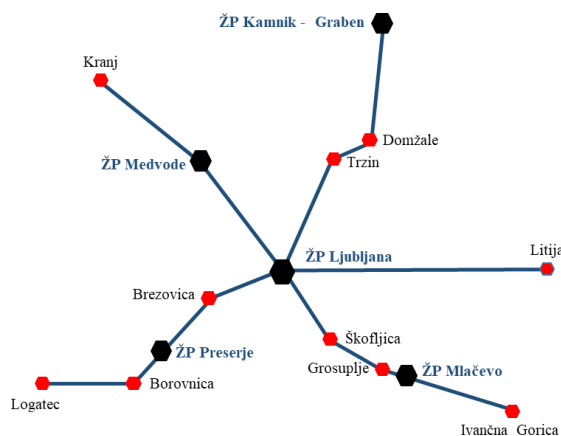 ŽP Kamnik - Graben
Kranj
Domžale
Trzin
ŽP Medvode
ŽP Ljubljana
Litija
Brezovica
Škofljica
ŽP Preserje
Grosuplje
ŽP Mlačevo
Borovnica
Logatec
Ivančna Gorica